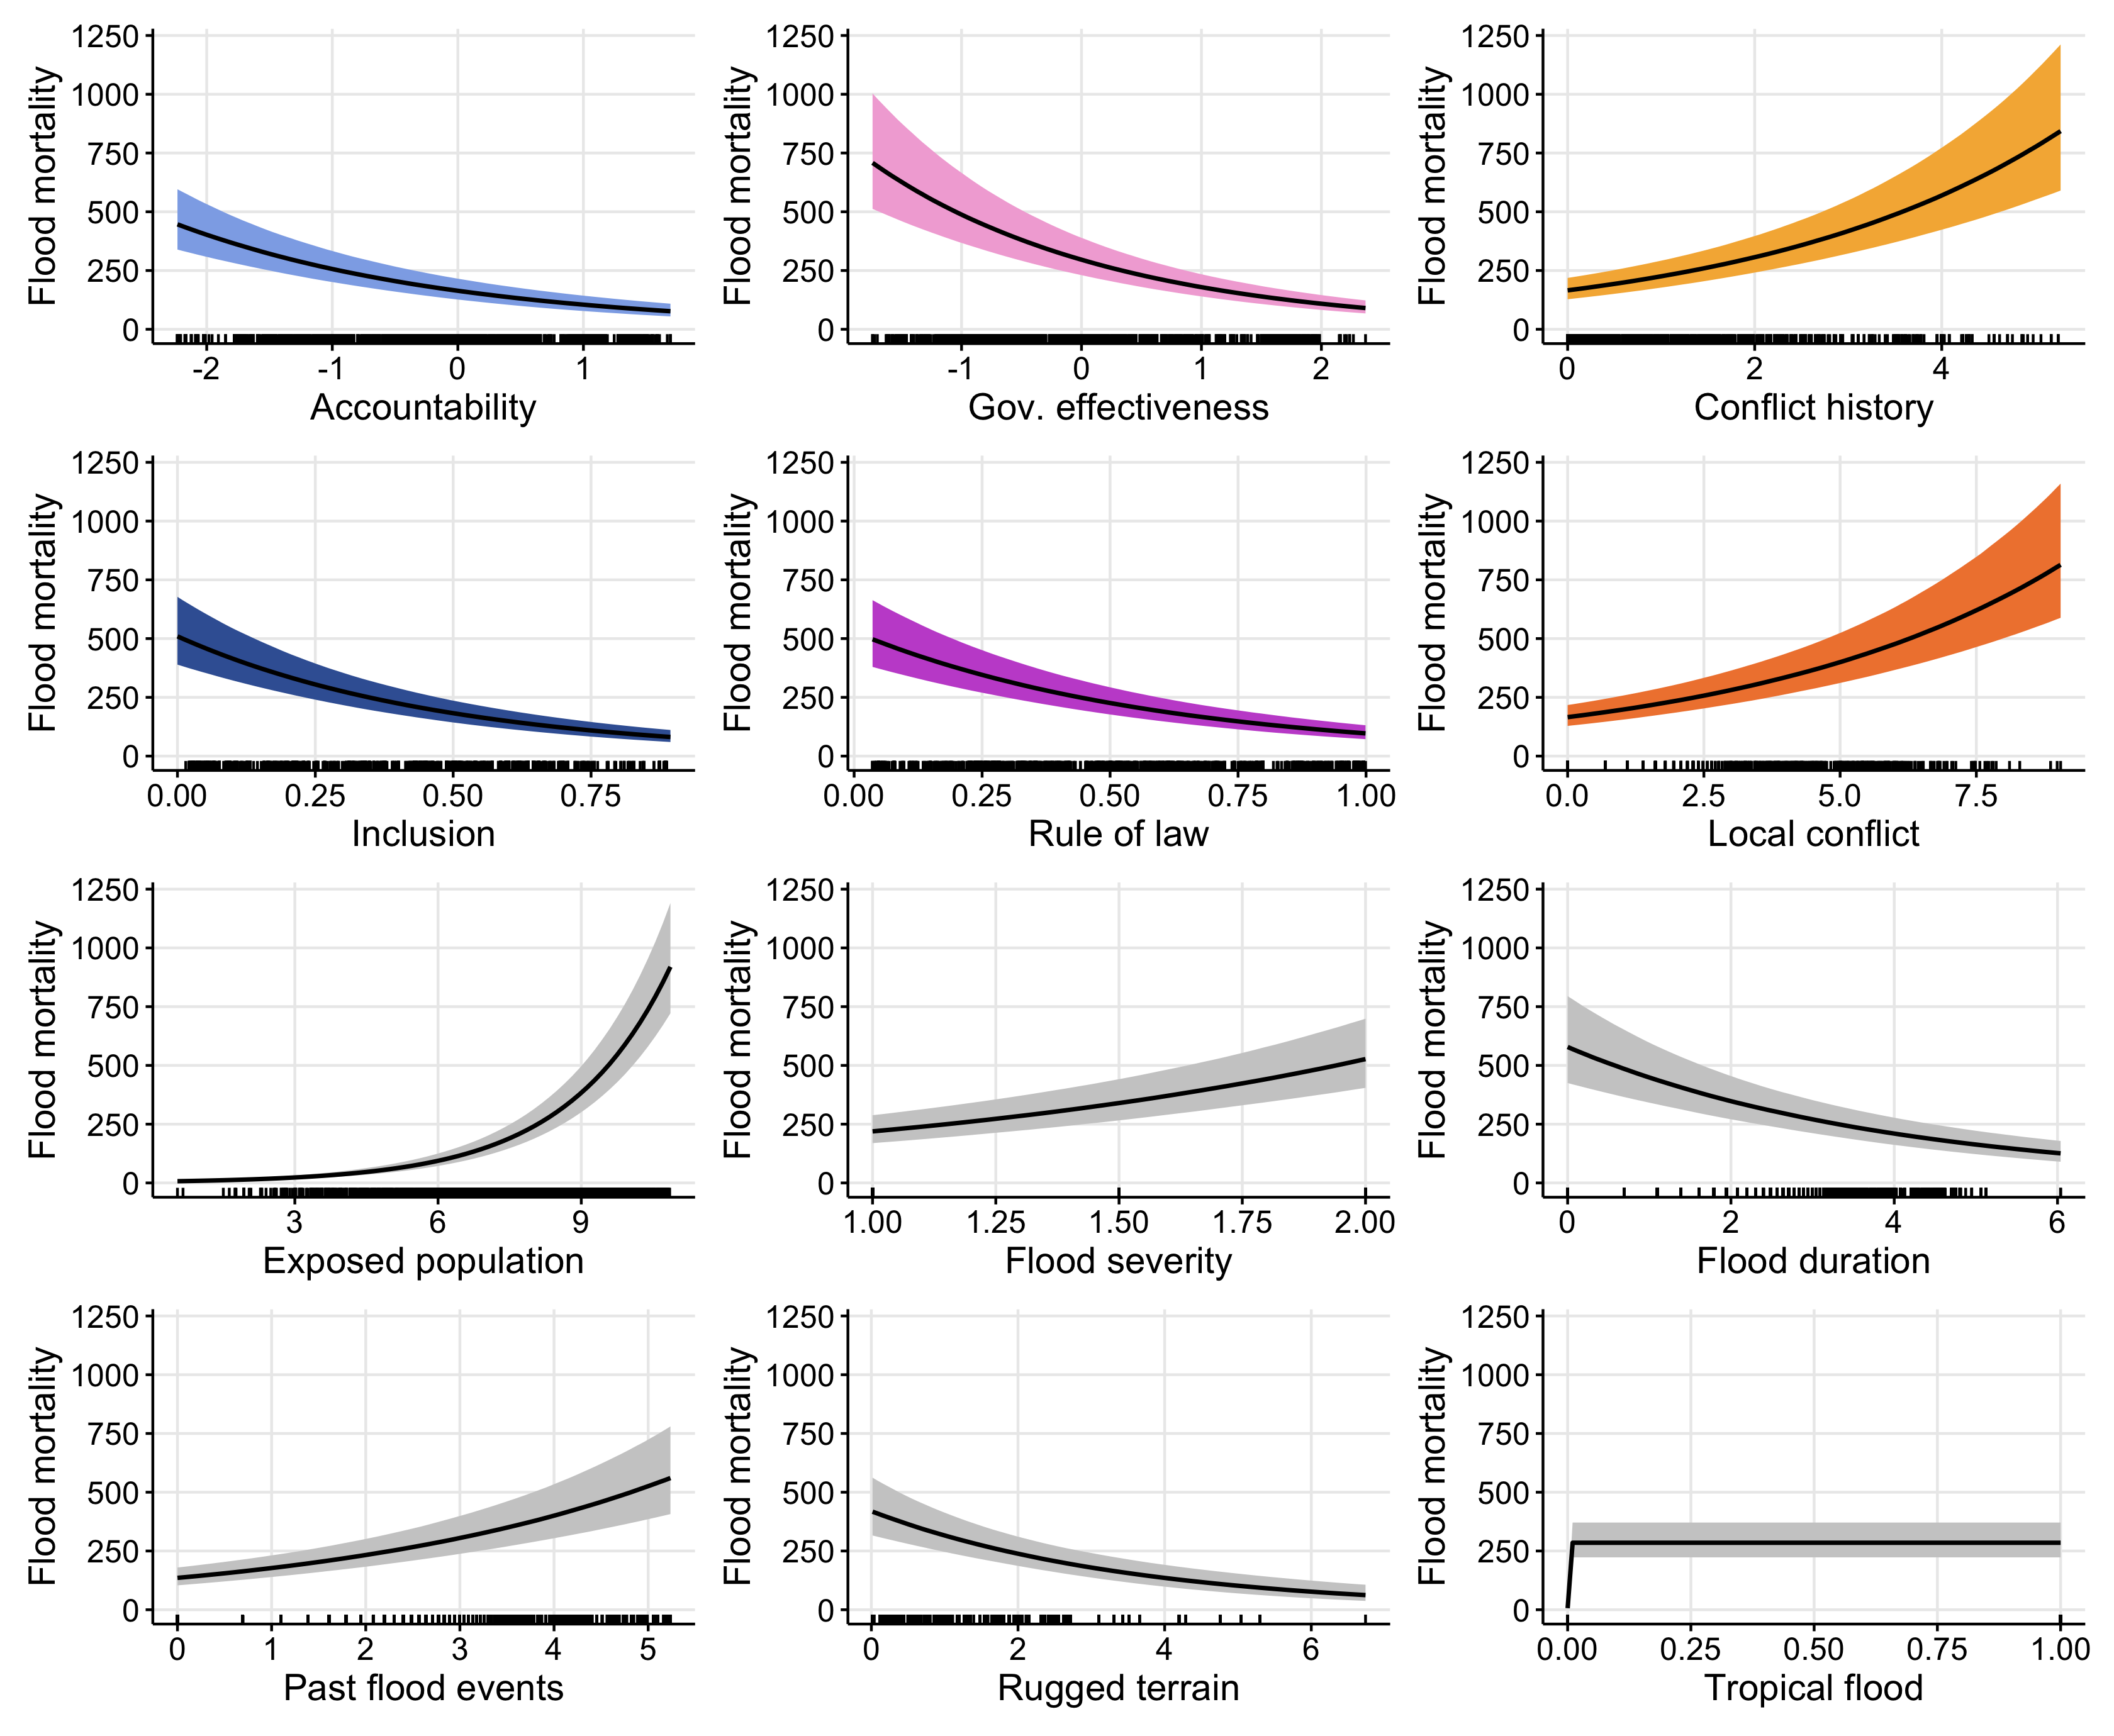 1250
1000
750
500
250
0
Flood mortality
-2 -1 0 1
Accountability
1250
1000
750
500
250
0
Flood mortality
-1 0 1 2
Gov. effectiveness
1250
1000
750
500
250
0
Flood mortality
0 2 4
Conflict history
1250
1000
750
500
250
0
Flood mortality
0.00 0.25 0.50 0.75
Inclusion
1250
1000
750
500
250
0
Flood mortality
0.00 0.25 0.50 0.75 1.00
Rule of law
1250
1000
750
500
250
0
Flood mortality
0.0 2.5 5.0 7.5
Local conflict
1250
1000
750
500
250
0
Flood mortality
3 6 9
Exposed population
1250
1000
750
500
250
0
Flood mortality
1.00 1.25 1.50 1.75 2.00
Flood severity
1250
1000
750
500
250
0
Flood mortality
0 2 4 6
Flood duration
1250
1000
750
500
250
0
Flood mortality
0 1 2 3 4 5
Past flood events
1250
1000
750
500
250
0
Flood mortality
0 2 4 6
Rugged terrain
1250
1000
750
500
250
0
Flood mortality
0.00 0.25 0.50 0.75 1.00
Tropical flood